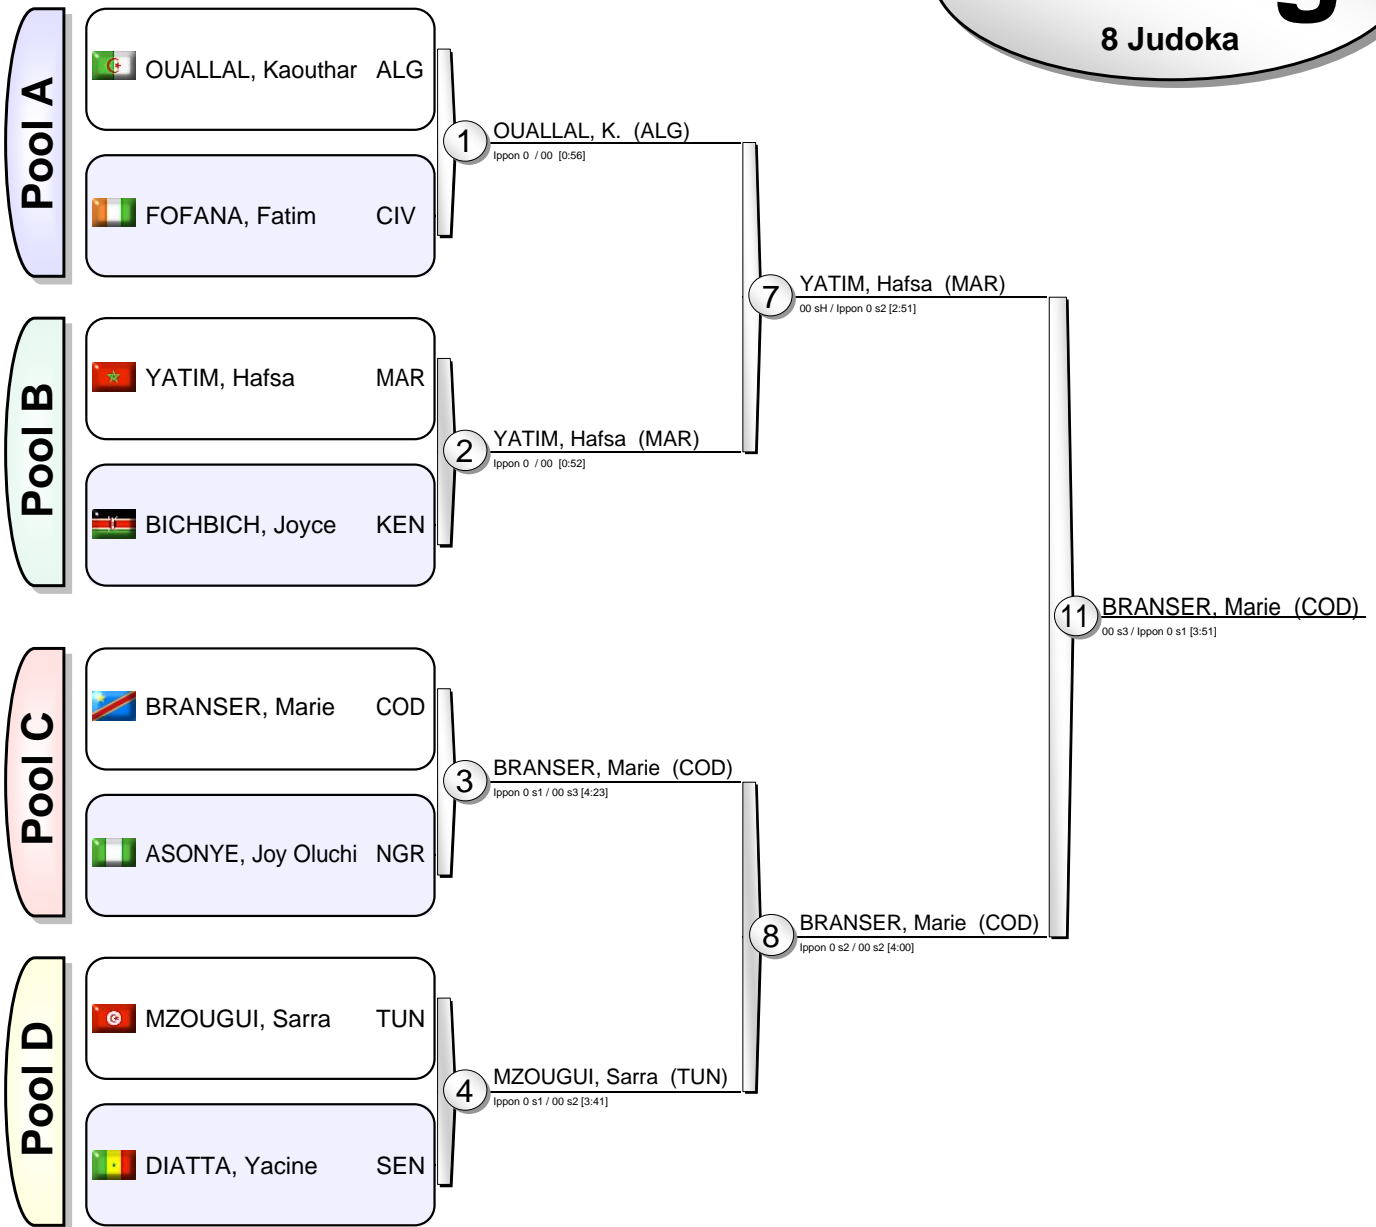 8 Judoka
Pool A
OUALLAL, Kaouthar ALG
FOFANA, Fatim CIV
1 OUALLAL, K. (ALG)
Ippon 0 / 00 [0:56]
Pool B
YATIM, Hafsa MAR
BICHBICH, Joyce KEN
2 YATIM, Hafsa (MAR)
Ippon 0 / 00 [0:52]
7 YATIM, Hafsa (MAR)
00 sH / Ippon 0 s2 [2:51]
Pool C
BRANSER, Marie COD
ASONYE, Joy Oluchi NGR
3 BRANSER, Marie (COD)
Ippon 0 s1 / 00 s3 [4:23]
Pool D
MZOUGUI, Sarra TUN
DIATTA, Yacine SEN
4 MZOUGUI, Sarra (TUN)
Ippon 0 s1 / 00 s2 [3:41]
8 BRANSER, Marie (COD)
Ippon 0 s2 / 00 s2 [4:00]
11 BRANSER, Marie (COD)
00 s3 / Ippon 0 s1 [3:51]